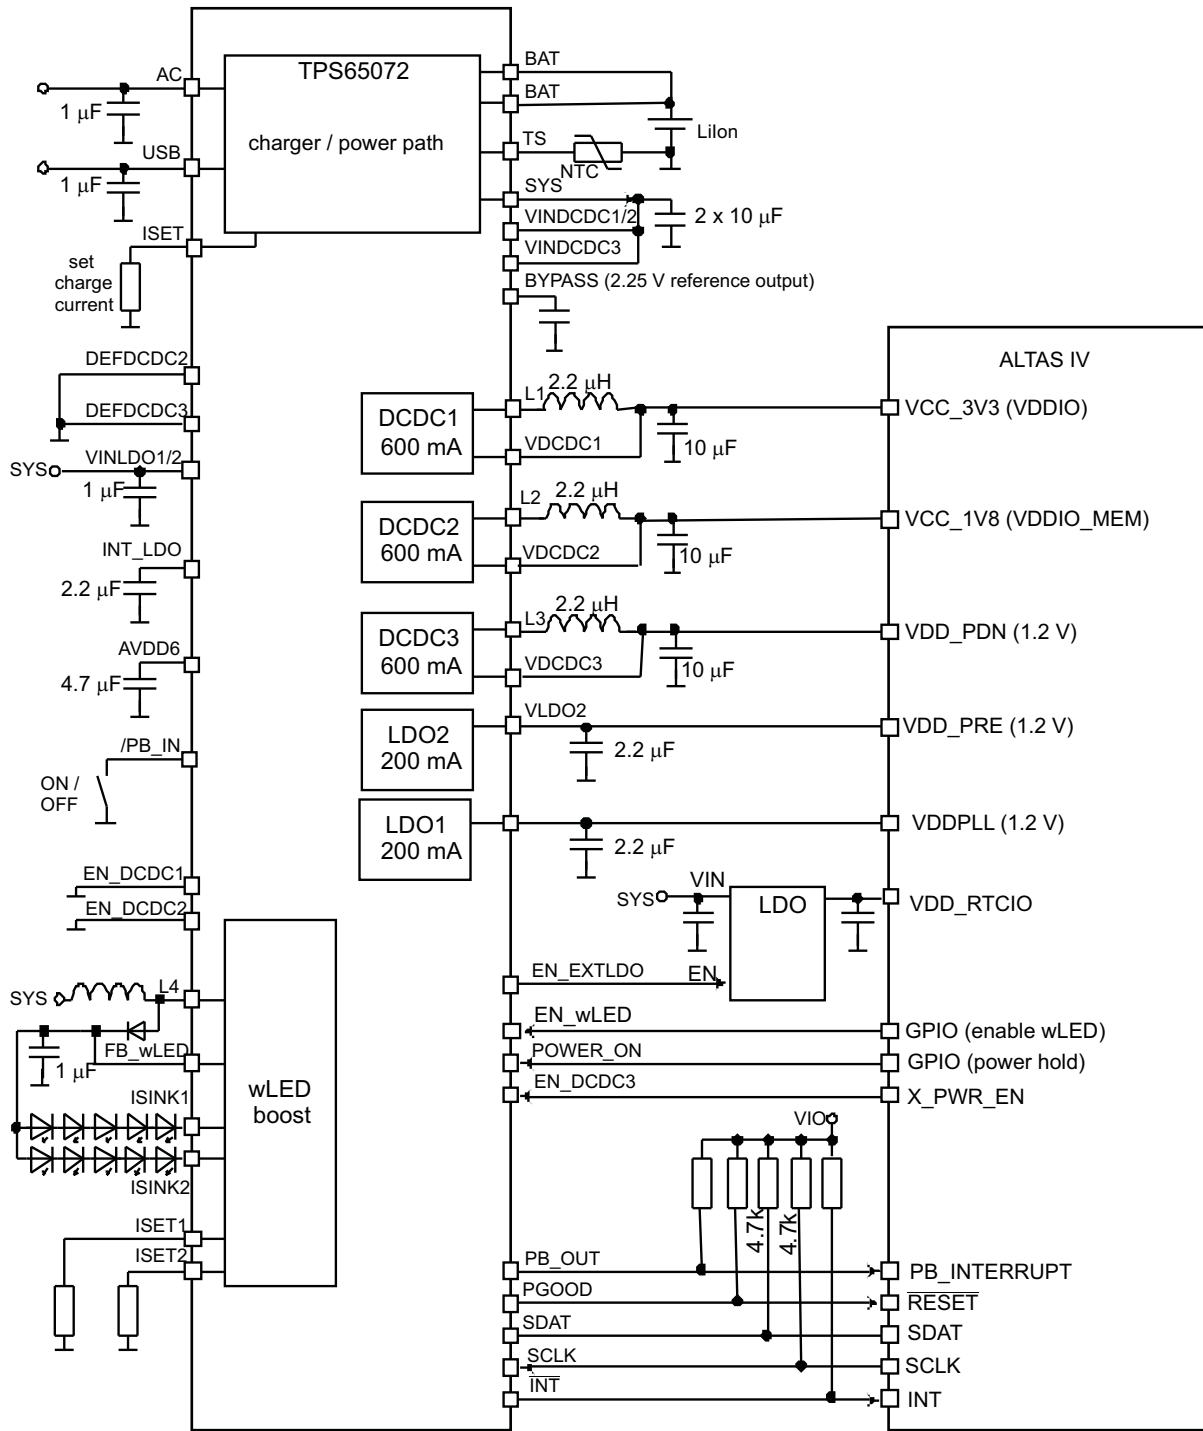 TPS65072
charger / power path
AC
1 μF
USB
1 μF
ISET
set
charge
current
DEFDCDC2
DEFDCDC3
SYS
VINLDO1/2
1 μF
INT_LDO
2.2 μF
AVDD6
4.7 μF
/PB_IN
ON /
OFF
EN_DCDC1
EN_DCDC2
SYS
L4
FB_wLED
1 μF
ISINK1
ISINK2
ISET1
ISET2
wLED
boost
BAT
BAT
LiIon
TS
NTC
SYS
VINDCDC1/2
2 x 10 μF
VINDCDC3
BYPASS (2.25 V reference output)
DCDC1
600 mA
L1
2.2 μH
VDCDC1
10 μF
DCDC2
600 mA
L2
2.2 μH
VDCDC2
10 μF
DCDC3
600 mA
L3
2.2 μH
VDCDC3
10 μF
LDO2
200 mA
VLDO2
2.2 μF
LDO1
200 mA
2.2 μF
SYS
VIN
LDO
EN_EXTLDO
EN
EN_wLED
POWER_ON
EN_DCDC3
VIO
4.7k
4.7k
PB_OUT
PGOOD
SDAT
SCLK
INT
ALTAS IV
VCC_3V3 (VDDIO)
VCC_1V8 (VDDIO_MEM)
VDD_PDN (1.2 V)
VDD_PRE (1.2 V)
VDDPLL (1.2 V)
VDD_RTCIO
GPIO (enable wLED)
GPIO (power hold)
X_PWR_EN
PB_INTERRUPT
RESET
SDAT
SCLK
INT